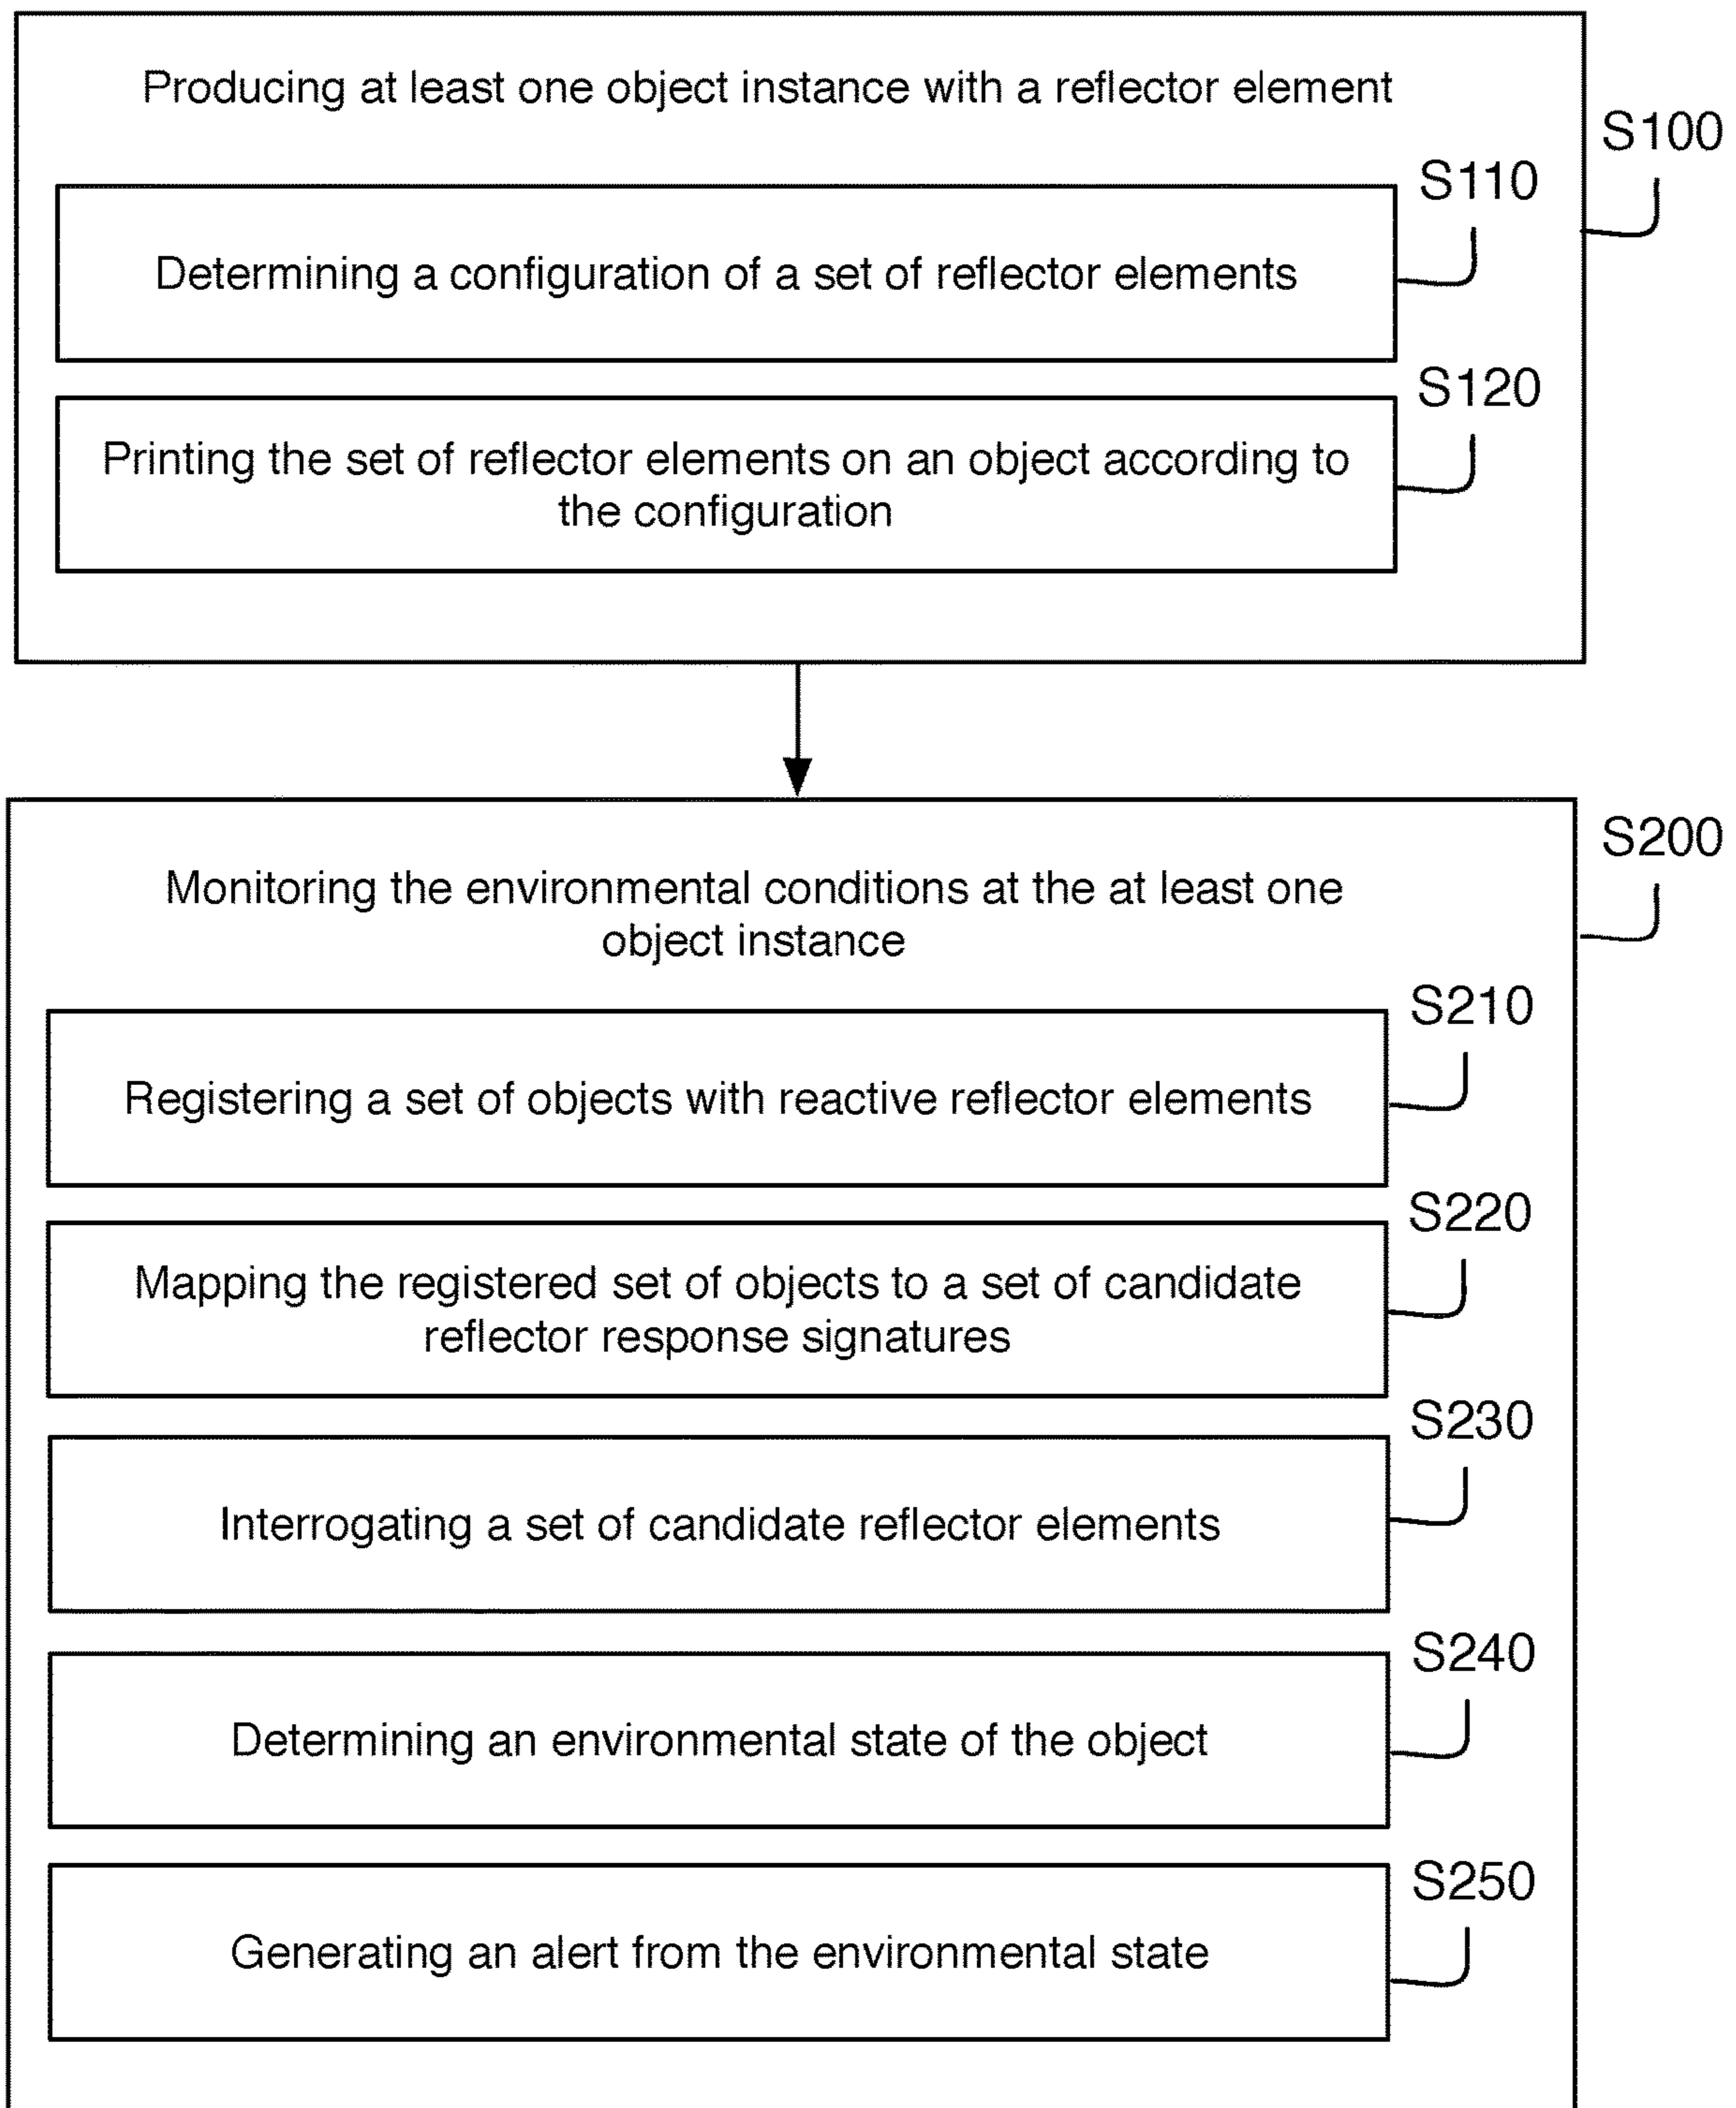 Producing at least one object instance with a reflector element
S100
S110
Determining a configuration of a set of reflector elements
S120
Printing the set of reflector elements on an object according to
the configuration
S200
Monitoring the environmental conditions at the at least one
object instance
S210
Registering a set of objects with reactive reflector elements
S220
Mapping the registered set of objects to a set of candidate
reflector response signatures
S230
Interrogating a set of candidate reflector elements
S240
Determining an environmental state of the object
S250
Generating an alert from the environmental state